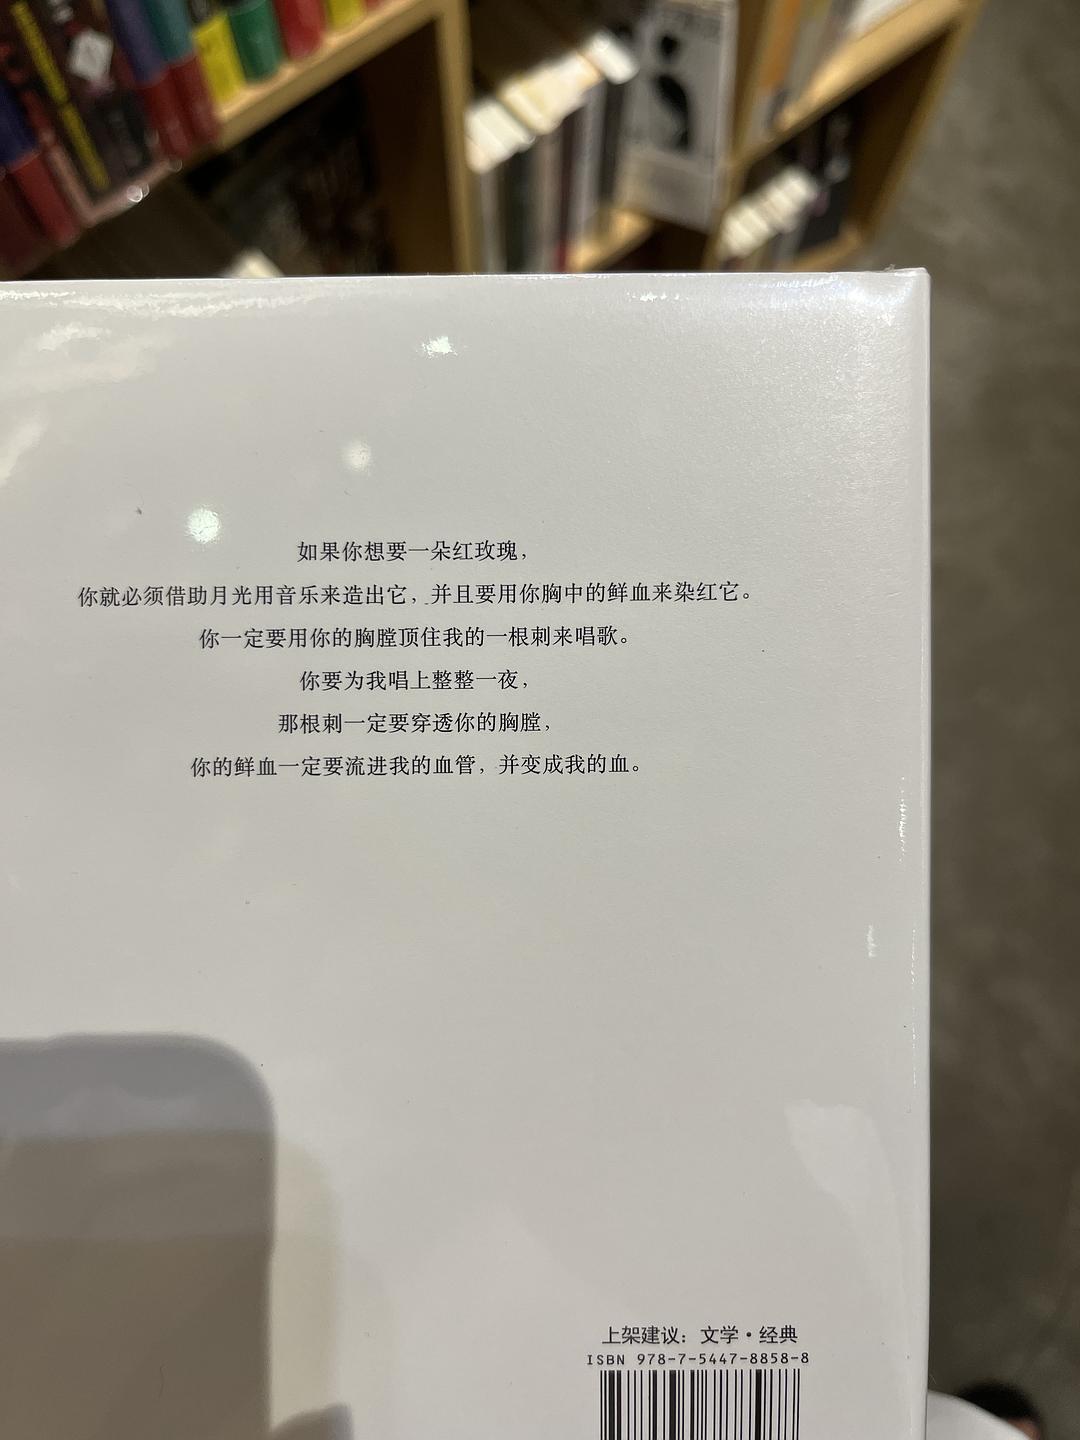 如果你想要一朵红玫瑰，
你就必须借助月光用音乐来造出它，并且要用你胸中的鲜血来染红它。
你一定要用你的胸膛顶住我的一根刺来唱歌。
你要为我唱上整整一夜，
那根刺一定要穿透你的胸膛，
你的鲜血一定要流进我的血管，并变成我的血。
上架建议：文学·经典
ISBN 978-7-5447-8858-8